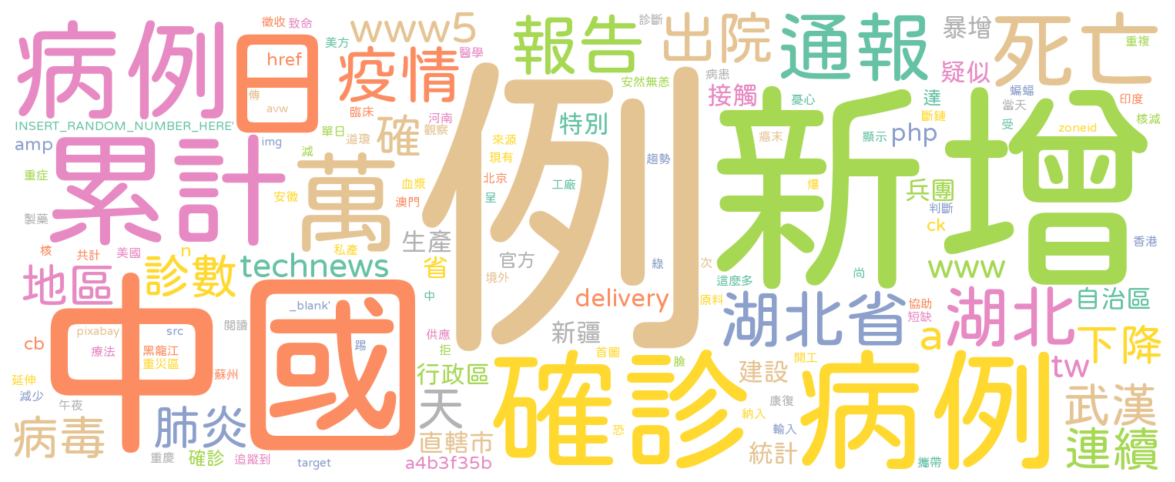 徵收 致命
病例
日
href
美方
www5
疫情
醫學
報告
診斷
出院
安然無恙
通報
暴增
死亡
重複
疑似
病患
接觸
傳
avw
臨床
河南
單日
道瓊
確
觀察
INSERT_RANDOM_NUMBER_HERE'
amp
img
減
例
來源
現有
特別
憂心
達
蝙蝠
當天
印度
斷鏈
核減
受
zoneid
php
顯示
癌末
新增
累計
萬
重症
安徽
血漿
北京
呈
澳門
工廠
趨勢
爆
兵團
判斷
ck
製藥
核
共計
美國
n
私產
生產
官方
綠
次
這麼多
尚
香港
www
地區
診數
technews
省
境外
中
delivery
原料
湖北省
協助
短缺
湖北
自治區
中國
_blank'
pixabay
src
閱讀
cb
療法
黑龍江
重災區
踢
供應
拒
新疆
首圖
臉
a
下降
tw
延伸
減少
蘇州
行政區
確診
病例
建設
開工
午夜
天
康復
納入
武漢
病毒
肺炎
直轄市
恐
輸入
連續
重慶
確診
追蹤到
target
a4b3f35b
統計
攜帶